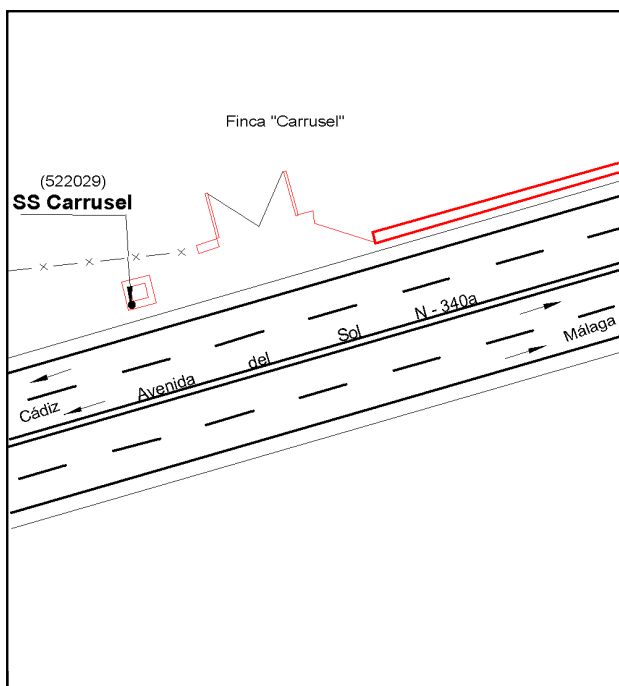 Finca "Carrusel"
(522029)
SS Carrusel
Avenida del Sol N - 340a
Málaga
Cádiz